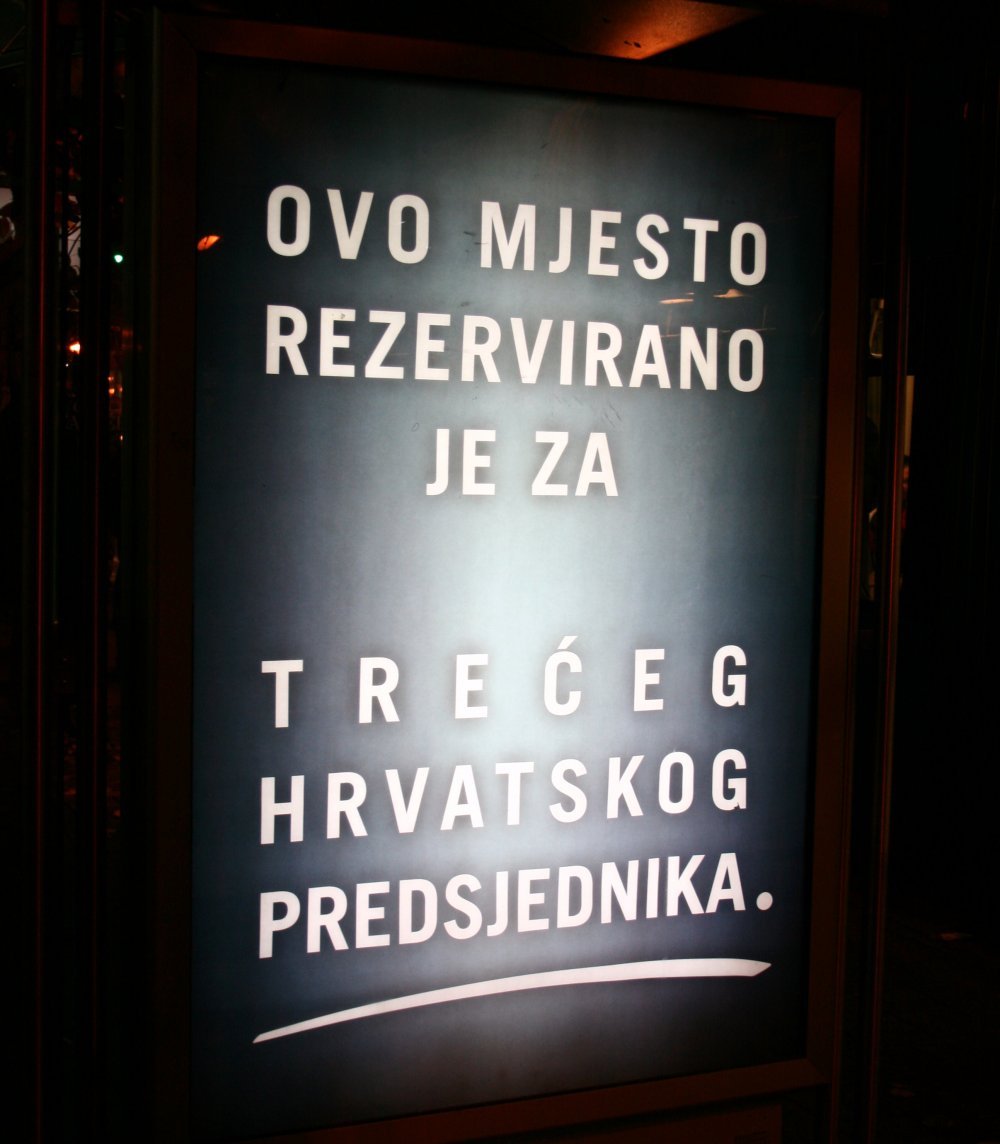 OVO MJESTO
REZERVIRANO
JE ZA
TREĆEG
HRVATSKOG
PREDSJEDNIKA.